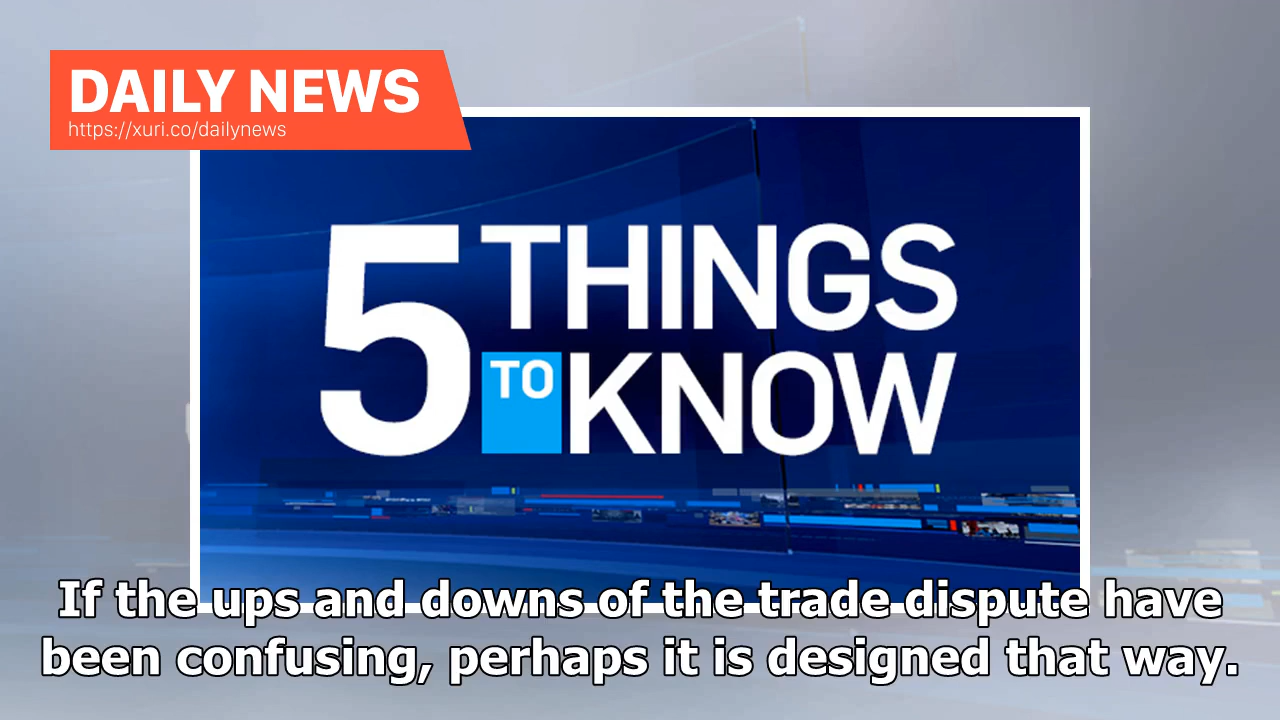 DAILY NEWS
https://xuri.co/dailynews
5 THINGS
TO KNOW
If the ups and downs of the trade dispute have
been confusing, perhaps it is designed that way.